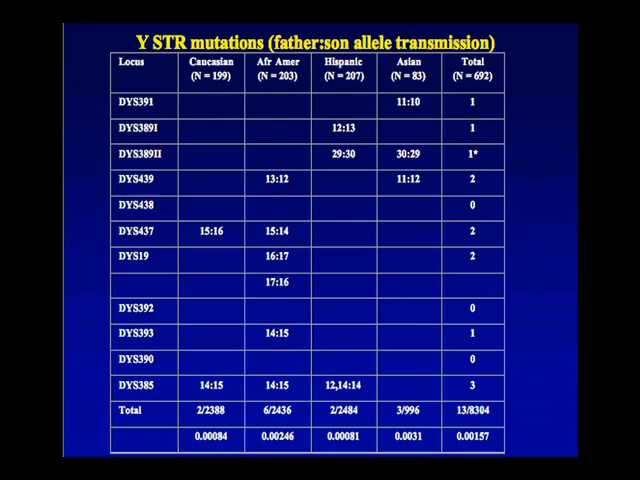 Y STR mutations (father:son allele transmission)
Locus Caucasian Afr Amer Hispanic Asian Total
(N = 199) (N = 203) (N = 207) (N = 83) (N = 692)
DYS391 11:10 1
DYS389I 12:13 1
DYS389II 29:30 30:29 1*
DYS439 13:12 11:12 2
DYS438 0
DYS437 15:16 15:14 2
DYS19 16:17 2
17:16
DYS392 0
DYS393 14:15 1
DYS390 0
DYS385 14:15 14:15 12,14:14 3
Total 2/2388 6/2436 2/2484 3/996 13/8304
0.00084 0.00246 0.00081 0.0031 0.00157